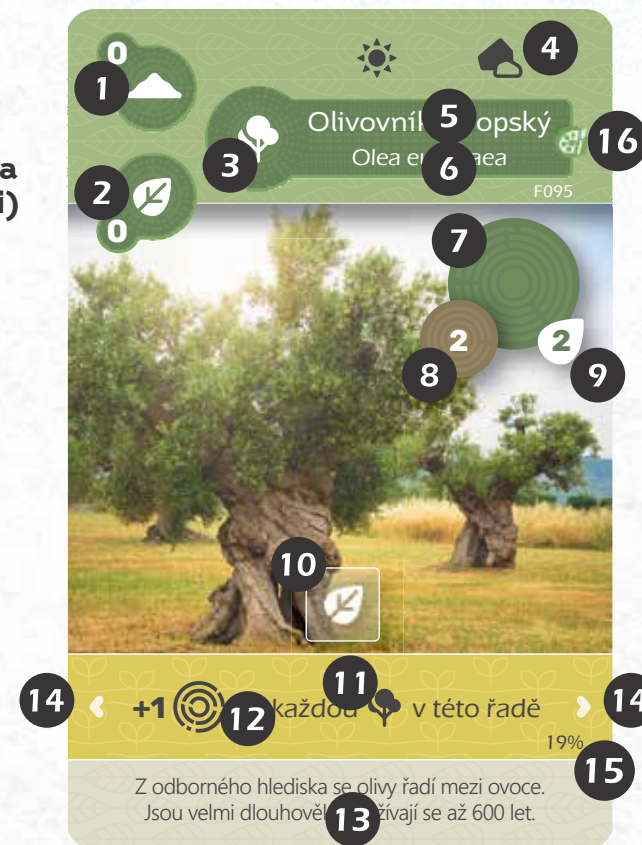 0
1
4
5
16
Olivovník opský
3
6
Olea eu aea
a
i)
2
0
F095
7
2
2
8
9
10
11
14
+1
12
každou
v této řadě
14
19%
15
Z odborného hlediska se olivy řadí mezi ovoce.
Jsou velmi dlouhověk žívají se až 600 let.
13